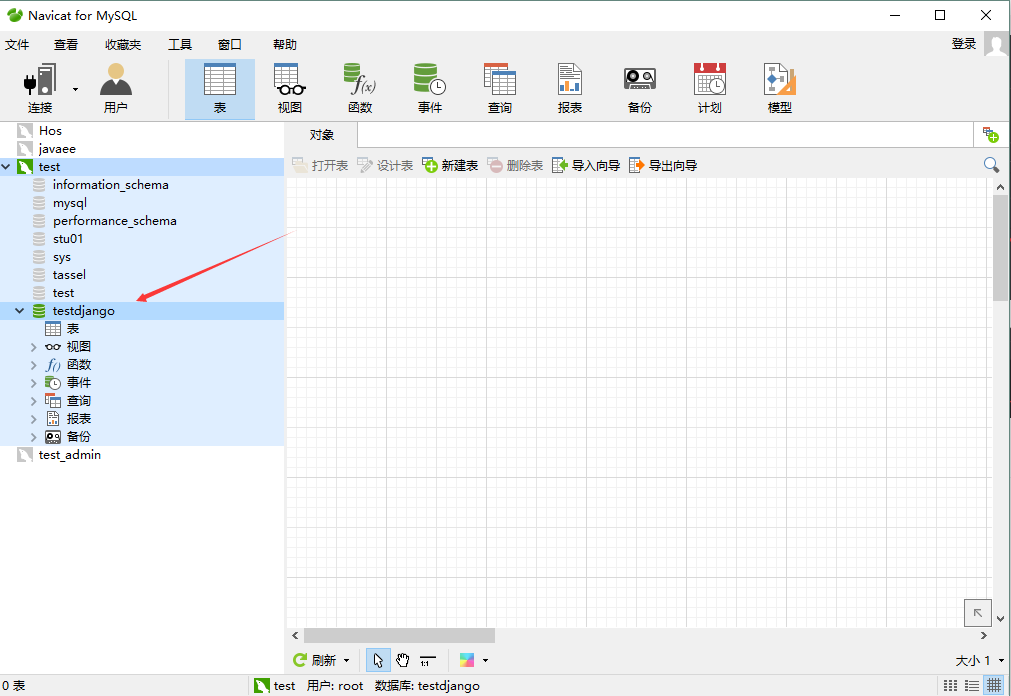 Navicat for MySQL
文件 查看 收藏夹 工具 窗口 帮助 登录
连接 用户 表 视图 函数 事件 查询 报表 备份 计划 模型
Hos
javaee
test
information_schema
mysql
performance_schema
stu01
sys
tassel
test
testdjango
表
视图
函数
事件
查询
报表
备份
test_admin
对象
打开表 设计表 新建表 删除表 导入向导 导出向导
刷新 1:1 大小 1
0 表 test 用户: root 数据库: testdjango